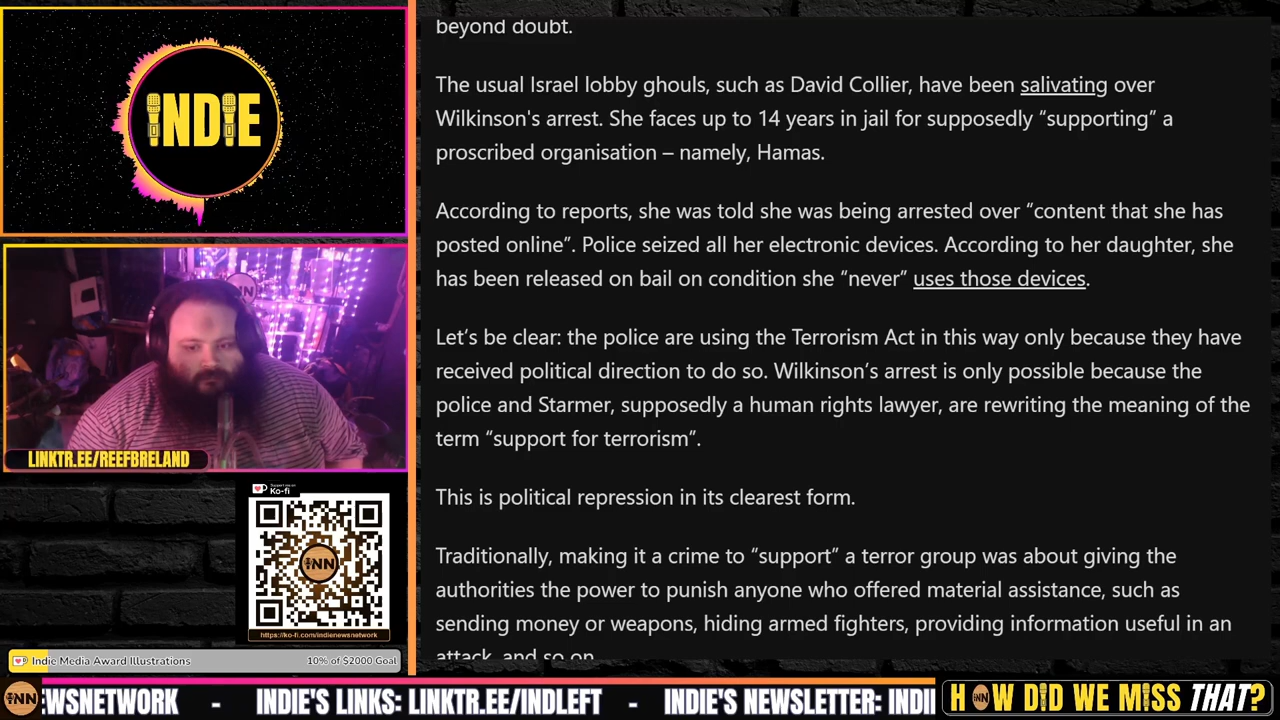 INDIE
LINKTR.EE/REEFBRELAND
Support me on
Ko-fi
INN
https://ko-fi.com/indienewsnetwork
Indie Media Award Illustrations 10% of $2000 Goal
beyond doubt.
The usual Israel lobby ghouls, such as David Collier, have been salivating over
Wilkinson's arrest. She faces up to 14 years in jail for supposedly “supporting” a
proscribed organisation – namely, Hamas.
According to reports, she was told she was being arrested over “content that she has
posted online”. Police seized all her electronic devices. According to her daughter, she
has been released on bail on condition she “never” uses those devices.
Let’s be clear: the police are using the Terrorism Act in this way only because they have
received political direction to do so. Wilkinson’s arrest is only possible because the
police and Starmer, supposedly a human rights lawyer, are rewriting the meaning of the
term “support for terrorism”.
This is political repression in its clearest form.
Traditionally, making it a crime to “support” a terror group was about giving the
authorities the power to punish anyone who offered material assistance, such as
sending money or weapons, hiding armed fighters, providing information useful in an
attack, and so on.
INN EWSNETWORK - INDIE'S LINKS: LINKTR.EE/INDLEFT - INDIE'S NEWSLETTER: INDI
HOW DID WE MISS THAT?